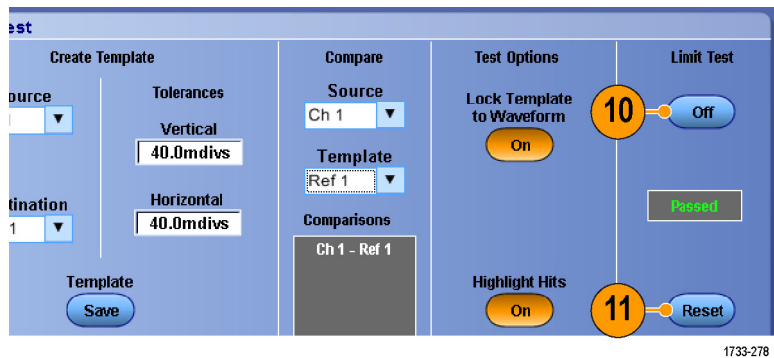 est
Create Template
Compare
Test Options
Limit Test
ource
Tolerances
Source
Lock Template
to Waveform
10
Off
Ch 1
Vertical
On
40.0mdivs
Template
Ref 1
tination
Horizontal
Passed
1
40.0mdivs
Comparisons
Ch 1 - Ref 1
Template
Highlight Hits
Save
On
11
Reset
1733-278